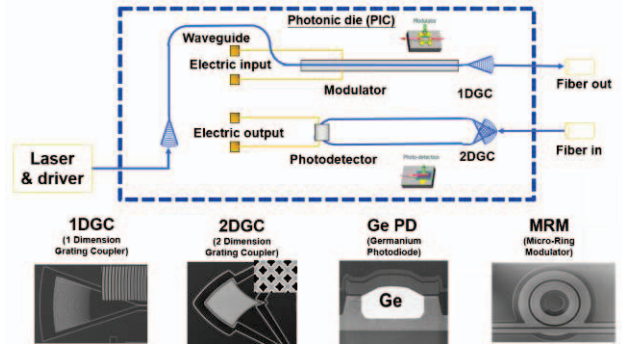 Photonic die (PIC)
Modulator
Waveguide
Electric input
Modulator
1DGC
Fiber out
Electric output
Photodetector
2DGC
Fiber in
Photo-detection
Laser
& driver
1DGC
(1 Dimension
Grating Coupler)
2DGC
(2 Dimension
Grating Coupler)
Ge PD
(Germanium
Photodiode)
MRM
(Micro-Ring
Modulator)
Ge